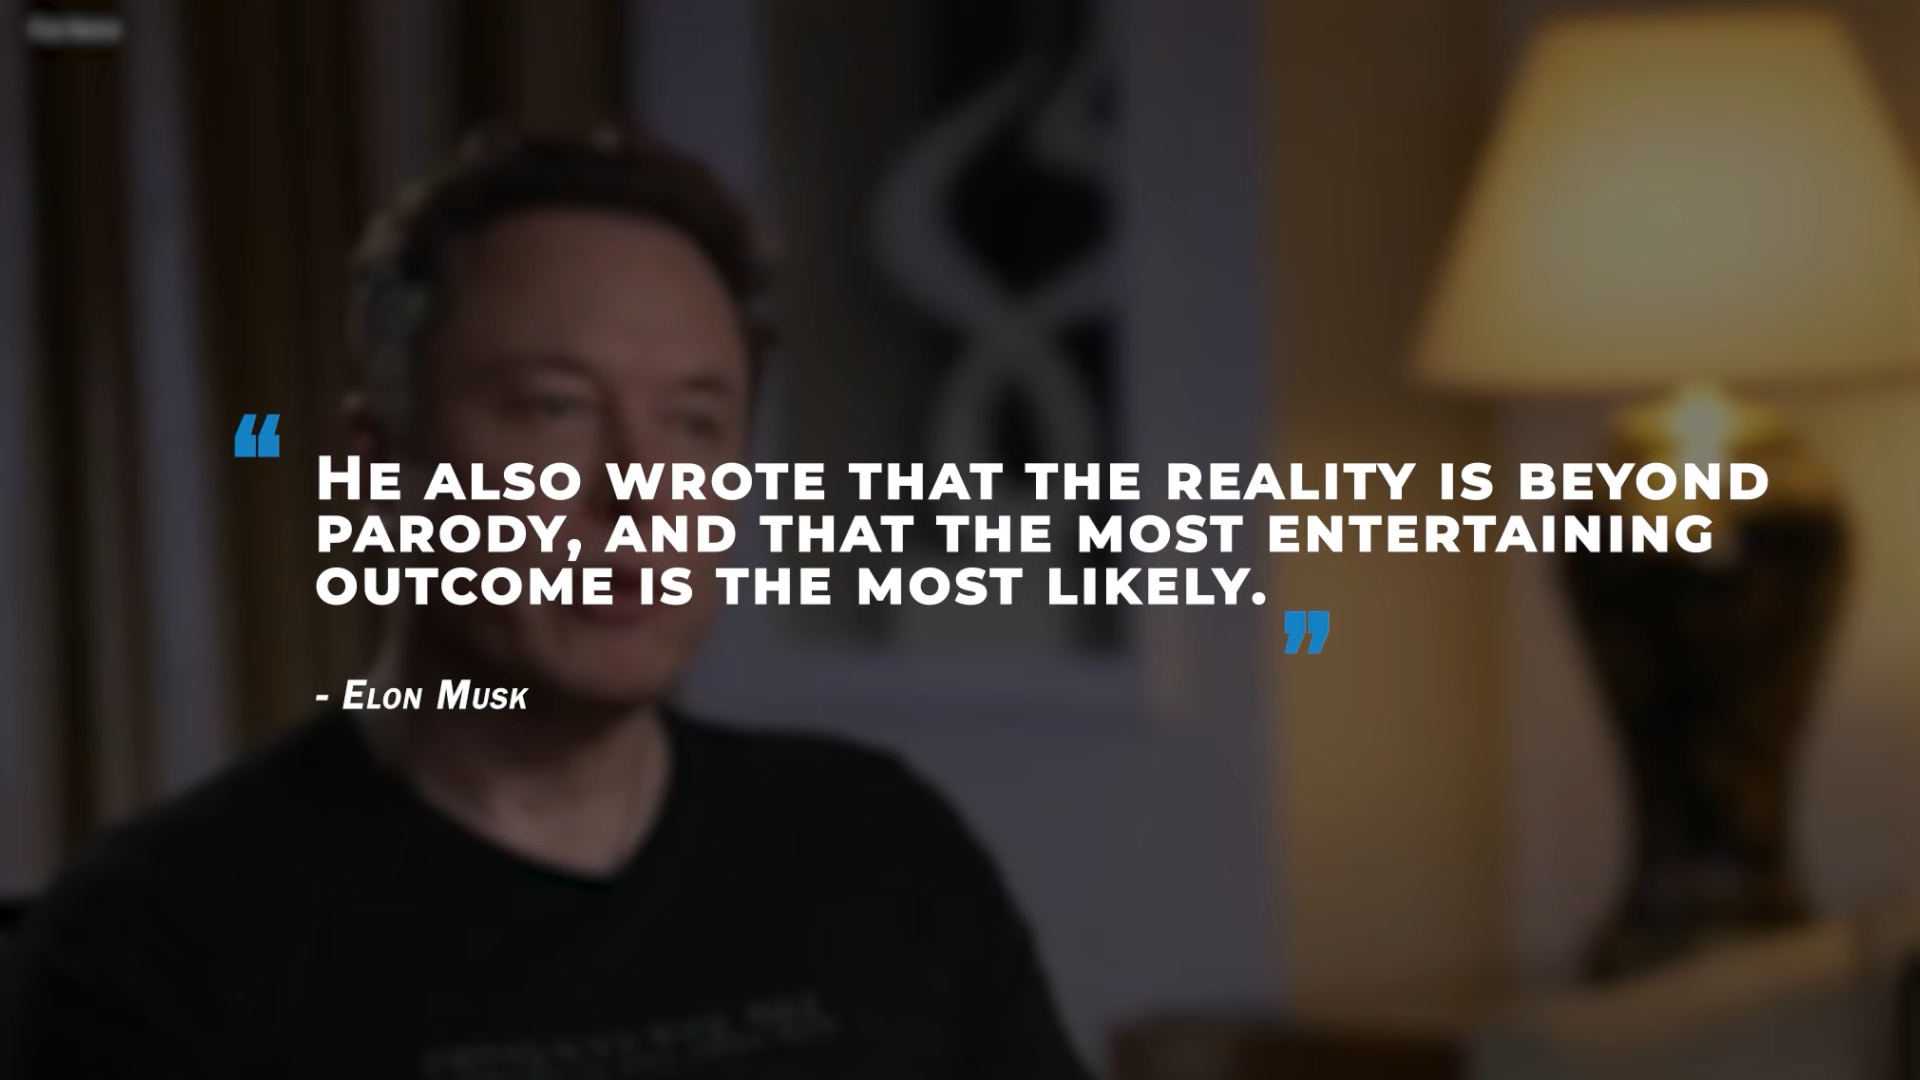 “
He also wrote that the reality is beyond
parody, and that the most entertaining
outcome is the most likely.
”
- Elon Musk